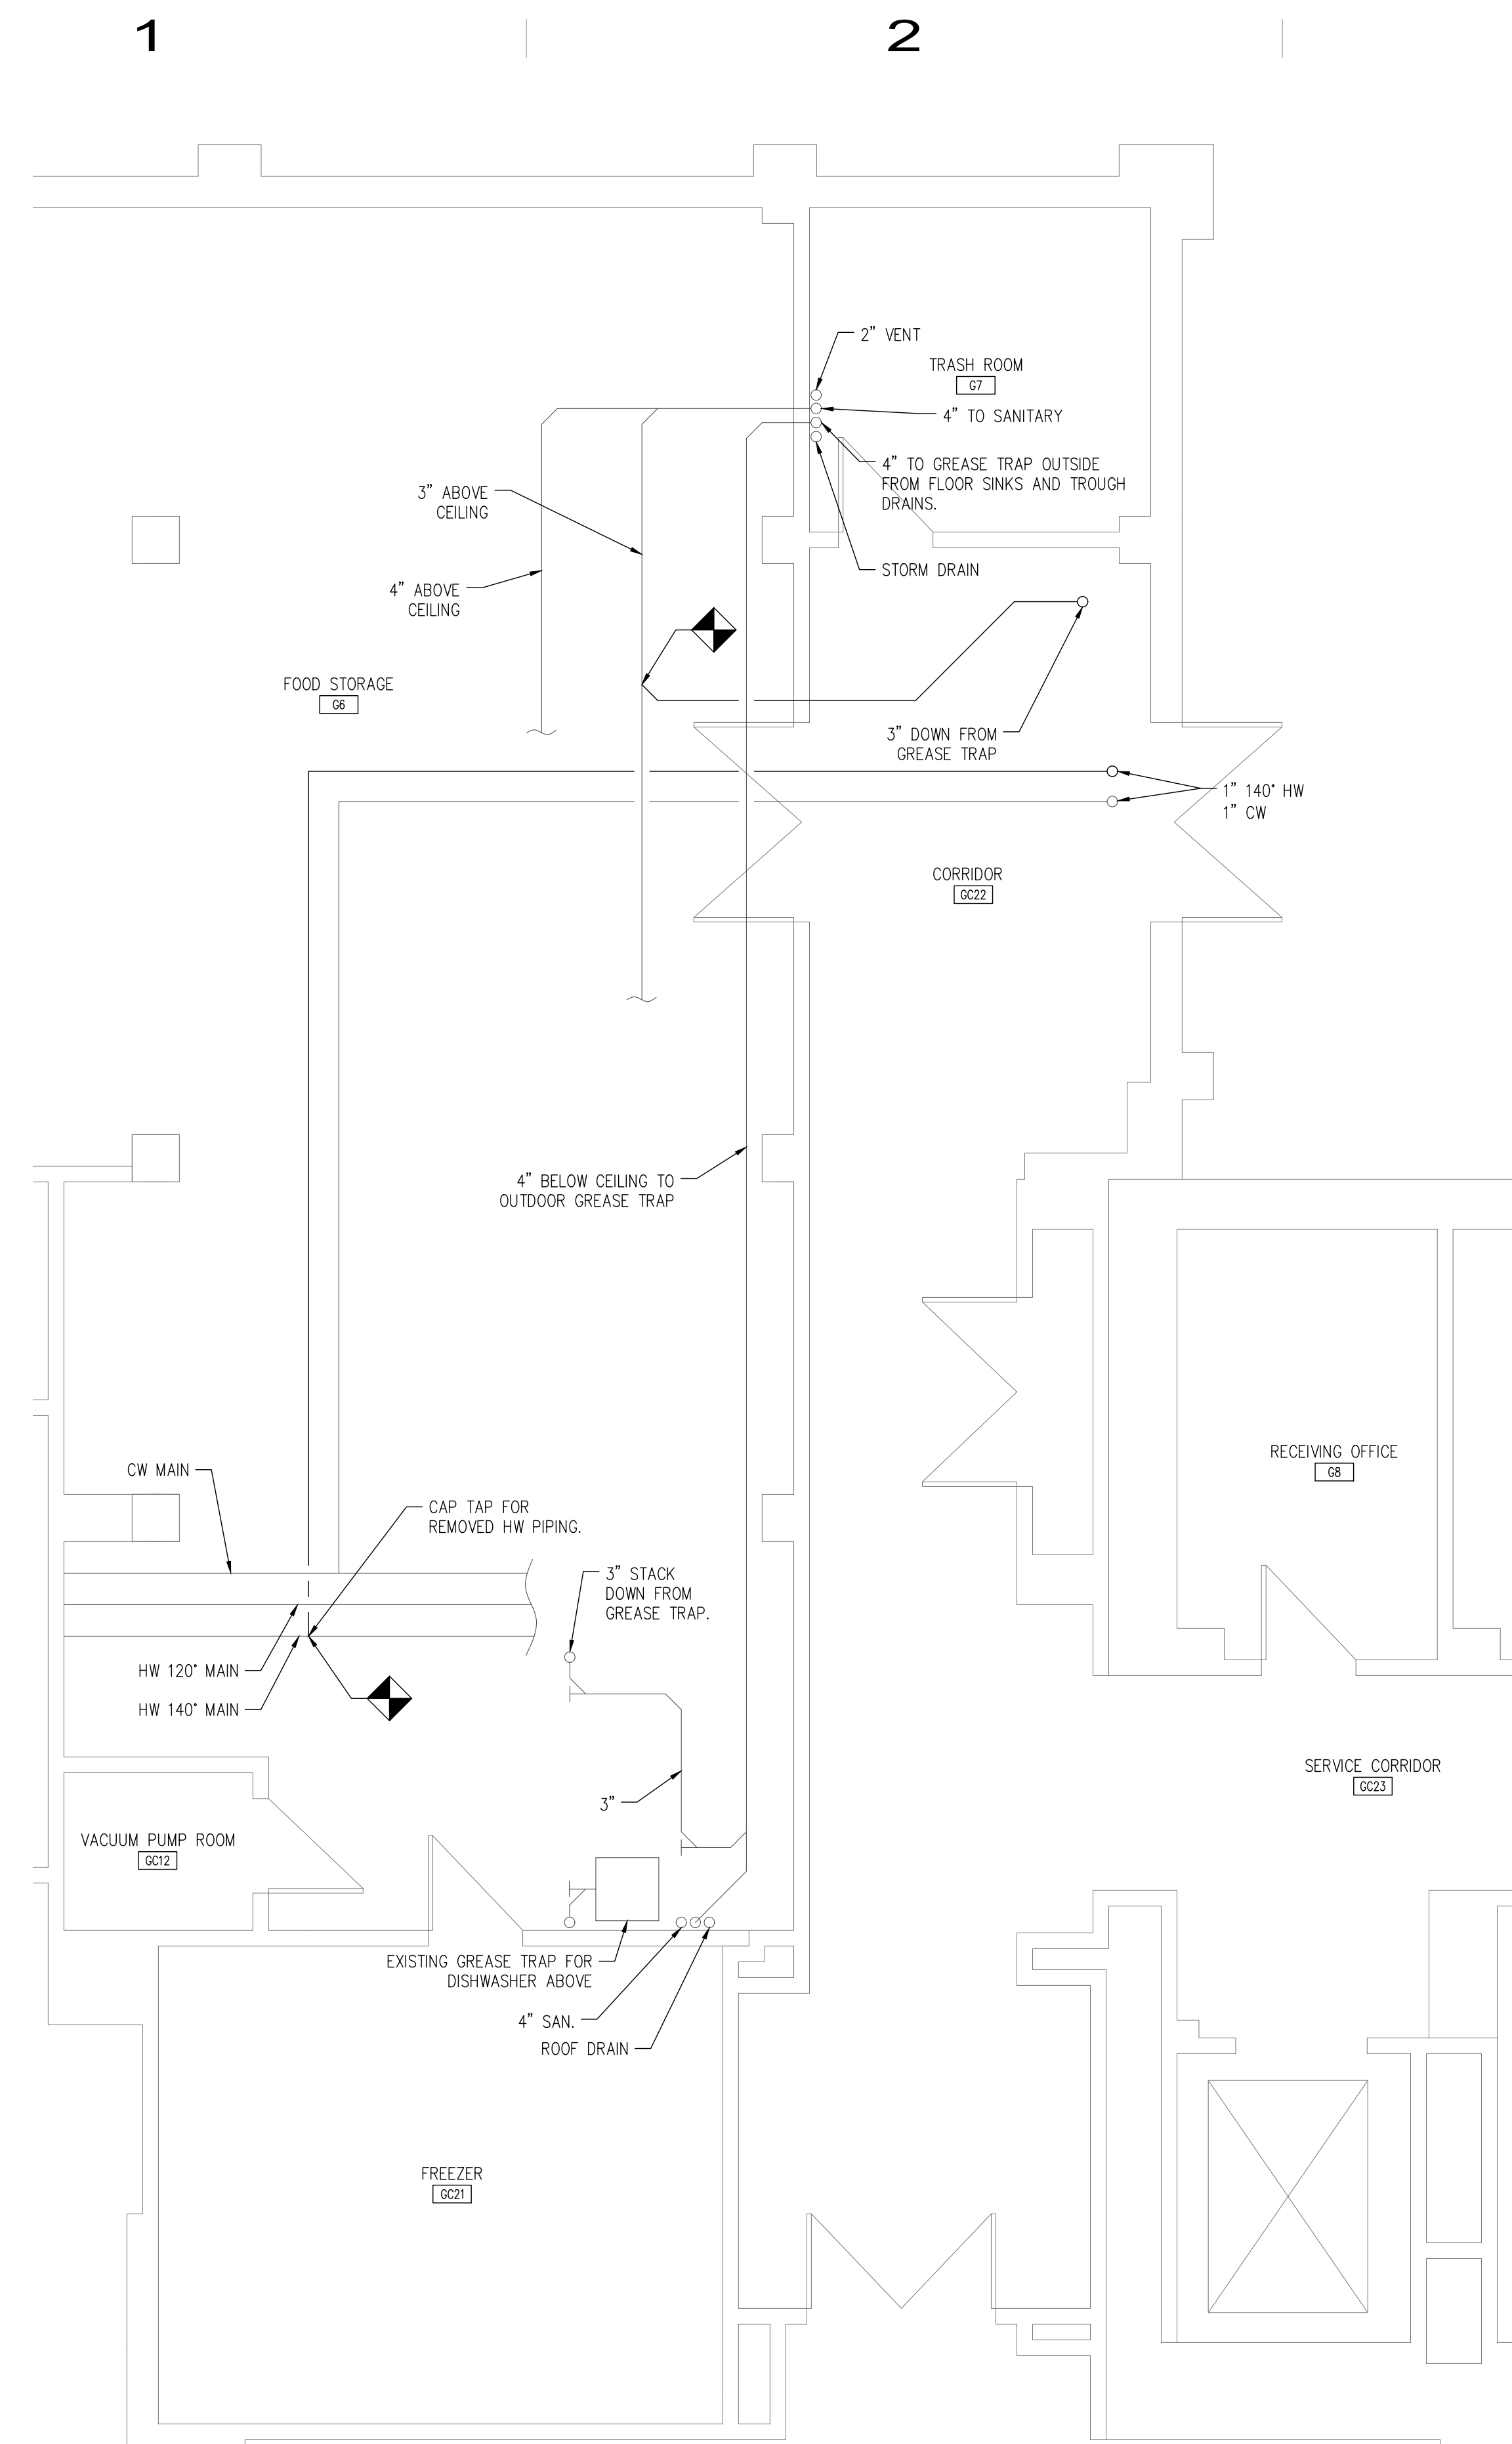 1
2
2” VENT
TRASH ROOM
G7
4” TO SANITARY
4” TO GREASE TRAP OUTSIDE
FROM FLOOR SINKS AND TROUGH
DRAINS.
3” ABOVE
CEILING
STORM DRAIN
4” ABOVE
CEILING
FOOD STORAGE
G6
3” DOWN FROM
GREASE TRAP
1” 140° HW
1” CW
CORRIDOR
GC22
4” BELOW CEILING TO
OUTDOOR GREASE TRAP
RECEIVING OFFICE
G8
CW MAIN
CAP TAP FOR
REMOVED HW PIPING.
3” STACK
DOWN FROM
GREASE TRAP.
HW 120° MAIN
HW 140° MAIN
SERVICE CORRIDOR
GC23
3”
VACUUM PUMP ROOM
GC12
EXISTING GREASE TRAP FOR
DISHWASHER ABOVE
4” SAN.
ROOF DRAIN
FREEZER
GC21